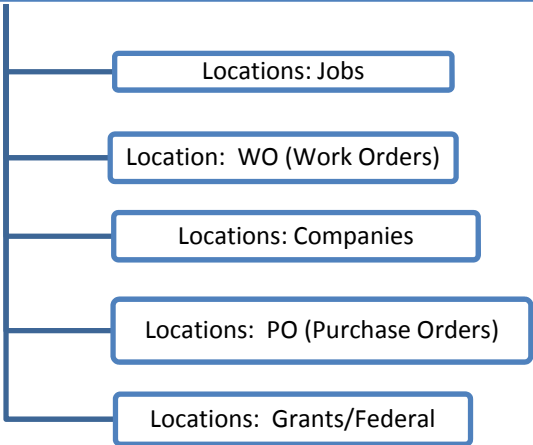 Locations: Jobs
Location:  WO (Work Orders)
Locations: Companies
Locations:  PO (Purchase Orders)
Locations:  Grants/Federal